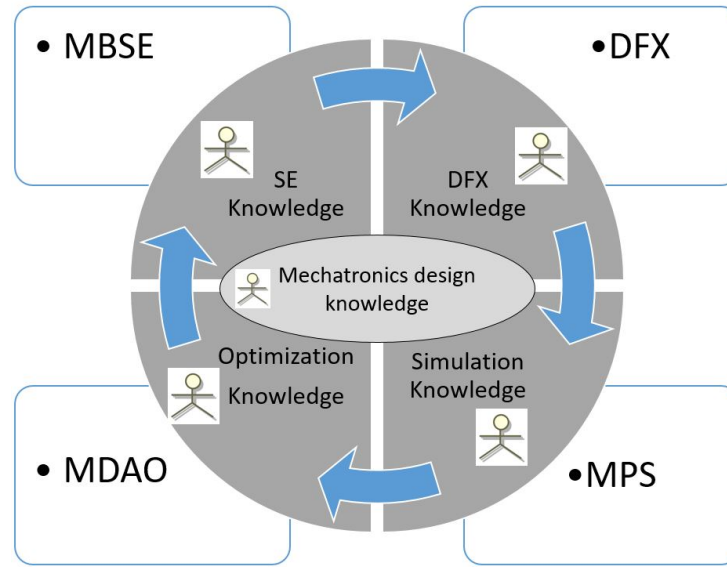 • MBSE
•DFX
SE
Knowledge
DFX
Knowledge
Mechatronics design
knowledge
Optimization
Knowledge
Simulation
Knowledge
• MDAO
•MPS